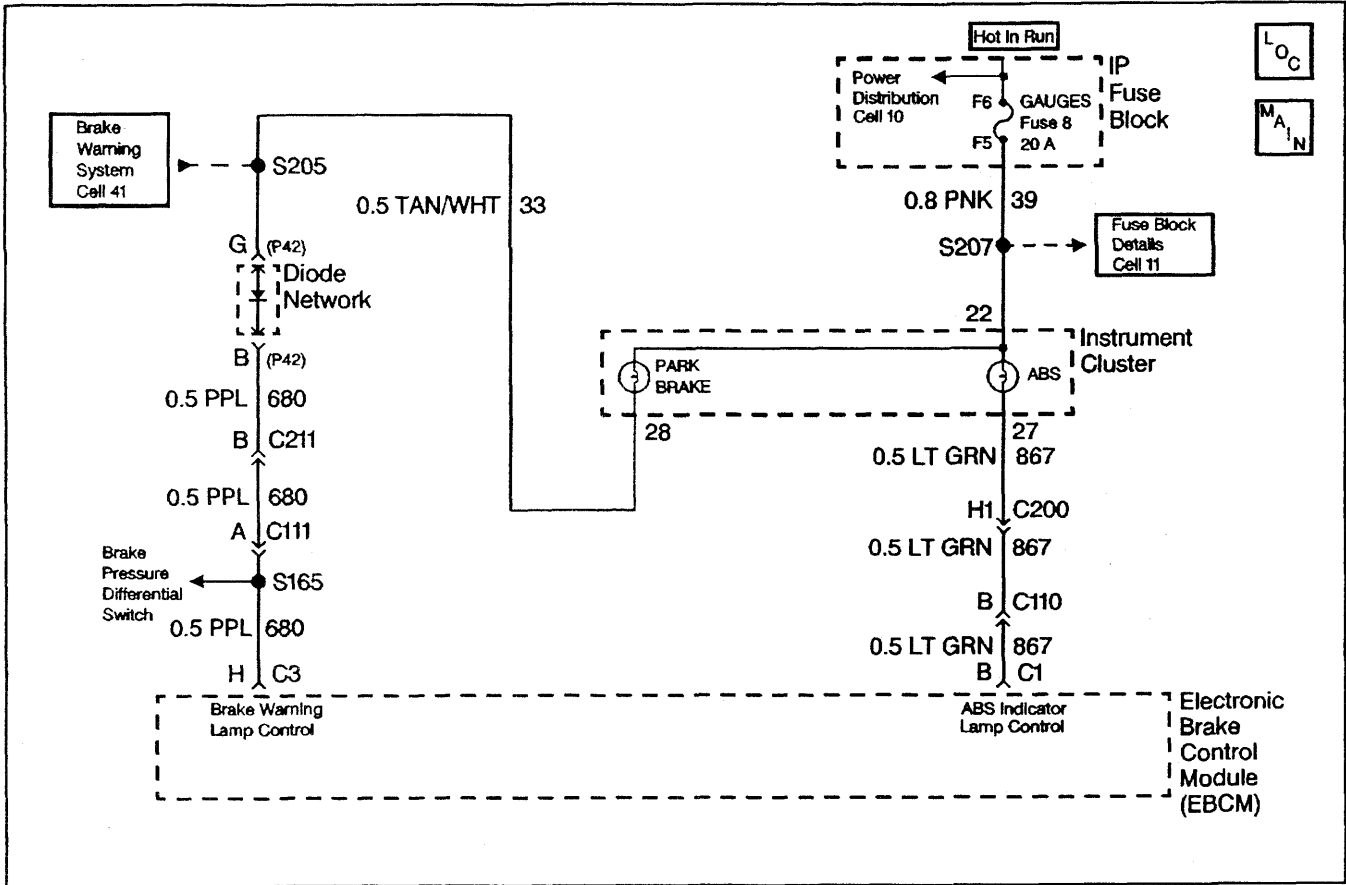 Hot In Run
L
O
C
M
A
I
N
IP
Fuse
Block
Power
Distribution
Cell 10
F6
GAUGES
Fuse 8
F5
20 A
Brake
Warning
System
Cell 41
S205
0.5 TAN/WHT 33
0.8 PNK 39
S207
Fuse Block
Details
Cell 11
G (P42)
Diode
Network
B (P42)
22
Instrument
Cluster
PARK
BRAKE
ABS
28
27
0.5 PPL 680
B C211
0.5 LT GRN 867
0.5 PPL 680
A C111
H1 C200
0.5 LT GRN 867
Brake
Pressure
Differential
Switch
S165
B C110
0.5 PPL 680
0.5 LT GRN 867
H C3
B C1
Brake Warning
Lamp Control
ABS Indicator
Lamp Control
Electronic
Brake
Control
Module
(EBCM)